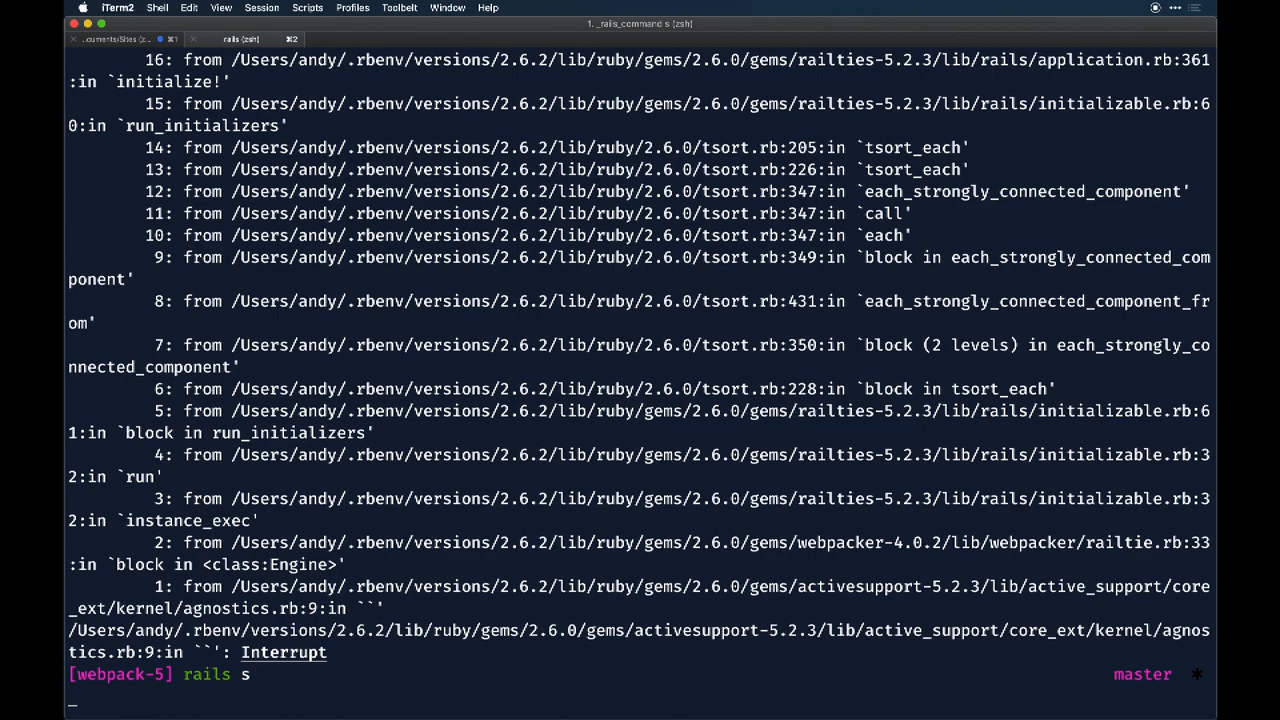 iTerm2 Shell Edit View Session Scripts Profiles Toolbelt Window Help
1. _rails_command s (zsh)
..ocuments/Sites (z... ⌘1 rails (zsh) ⌘2
16: from /Users/andy/.rbenv/versions/2.6.2/lib/ruby/gems/2.6.0/gems/railties-5.2.3/lib/rails/application.rb:361
:in `initialize!'
15: from /Users/andy/.rbenv/versions/2.6.2/lib/ruby/gems/2.6.0/gems/railties-5.2.3/lib/rails/initializable.rb:6
0:in `run_initializers'
14: from /Users/andy/.rbenv/versions/2.6.2/lib/ruby/2.6.0/tsort.rb:205:in `tsort_each'
13: from /Users/andy/.rbenv/versions/2.6.2/lib/ruby/2.6.0/tsort.rb:226:in `tsort_each'
12: from /Users/andy/.rbenv/versions/2.6.2/lib/ruby/2.6.0/tsort.rb:347:in `each_strongly_connected_component'
11: from /Users/andy/.rbenv/versions/2.6.2/lib/ruby/2.6.0/tsort.rb:347:in `call'
10: from /Users/andy/.rbenv/versions/2.6.2/lib/ruby/2.6.0/tsort.rb:347:in `each'
9: from /Users/andy/.rbenv/versions/2.6.2/lib/ruby/2.6.0/tsort.rb:349:in `block in each_strongly_connected_com
ponent'
8: from /Users/andy/.rbenv/versions/2.6.2/lib/ruby/2.6.0/tsort.rb:431:in `each_strongly_connected_component_fr
om'
7: from /Users/andy/.rbenv/versions/2.6.2/lib/ruby/2.6.0/tsort.rb:350:in `block (2 levels) in each_strongly_co
nnected_component'
6: from /Users/andy/.rbenv/versions/2.6.2/lib/ruby/2.6.0/tsort.rb:228:in `block in tsort_each'
5: from /Users/andy/.rbenv/versions/2.6.2/lib/ruby/gems/2.6.0/gems/railties-5.2.3/lib/rails/initializable.rb:6
1:in `block in run_initializers'
4: from /Users/andy/.rbenv/versions/2.6.2/lib/ruby/gems/2.6.0/gems/railties-5.2.3/lib/rails/initializable.rb:3
2:in `run'
3: from /Users/andy/.rbenv/versions/2.6.2/lib/ruby/gems/2.6.0/gems/railties-5.2.3/lib/rails/initializable.rb:3
2:in `instance_exec'
2: from /Users/andy/.rbenv/versions/2.6.2/lib/ruby/gems/2.6.0/gems/webpacker-4.0.2/lib/webpacker/railtie.rb:33
:in `block in <class:Engine>'
1: from /Users/andy/.rbenv/versions/2.6.2/lib/ruby/gems/2.6.0/gems/activesupport-5.2.3/lib/active_support/core
_ext/kernel/agnostics.rb:9:in ``'
/Users/andy/.rbenv/versions/2.6.2/lib/ruby/gems/2.6.0/gems/activesupport-5.2.3/lib/active_support/core_ext/kernel/agnos
tics.rb:9:in ``': Interrupt
[webpack-5] rails s master *